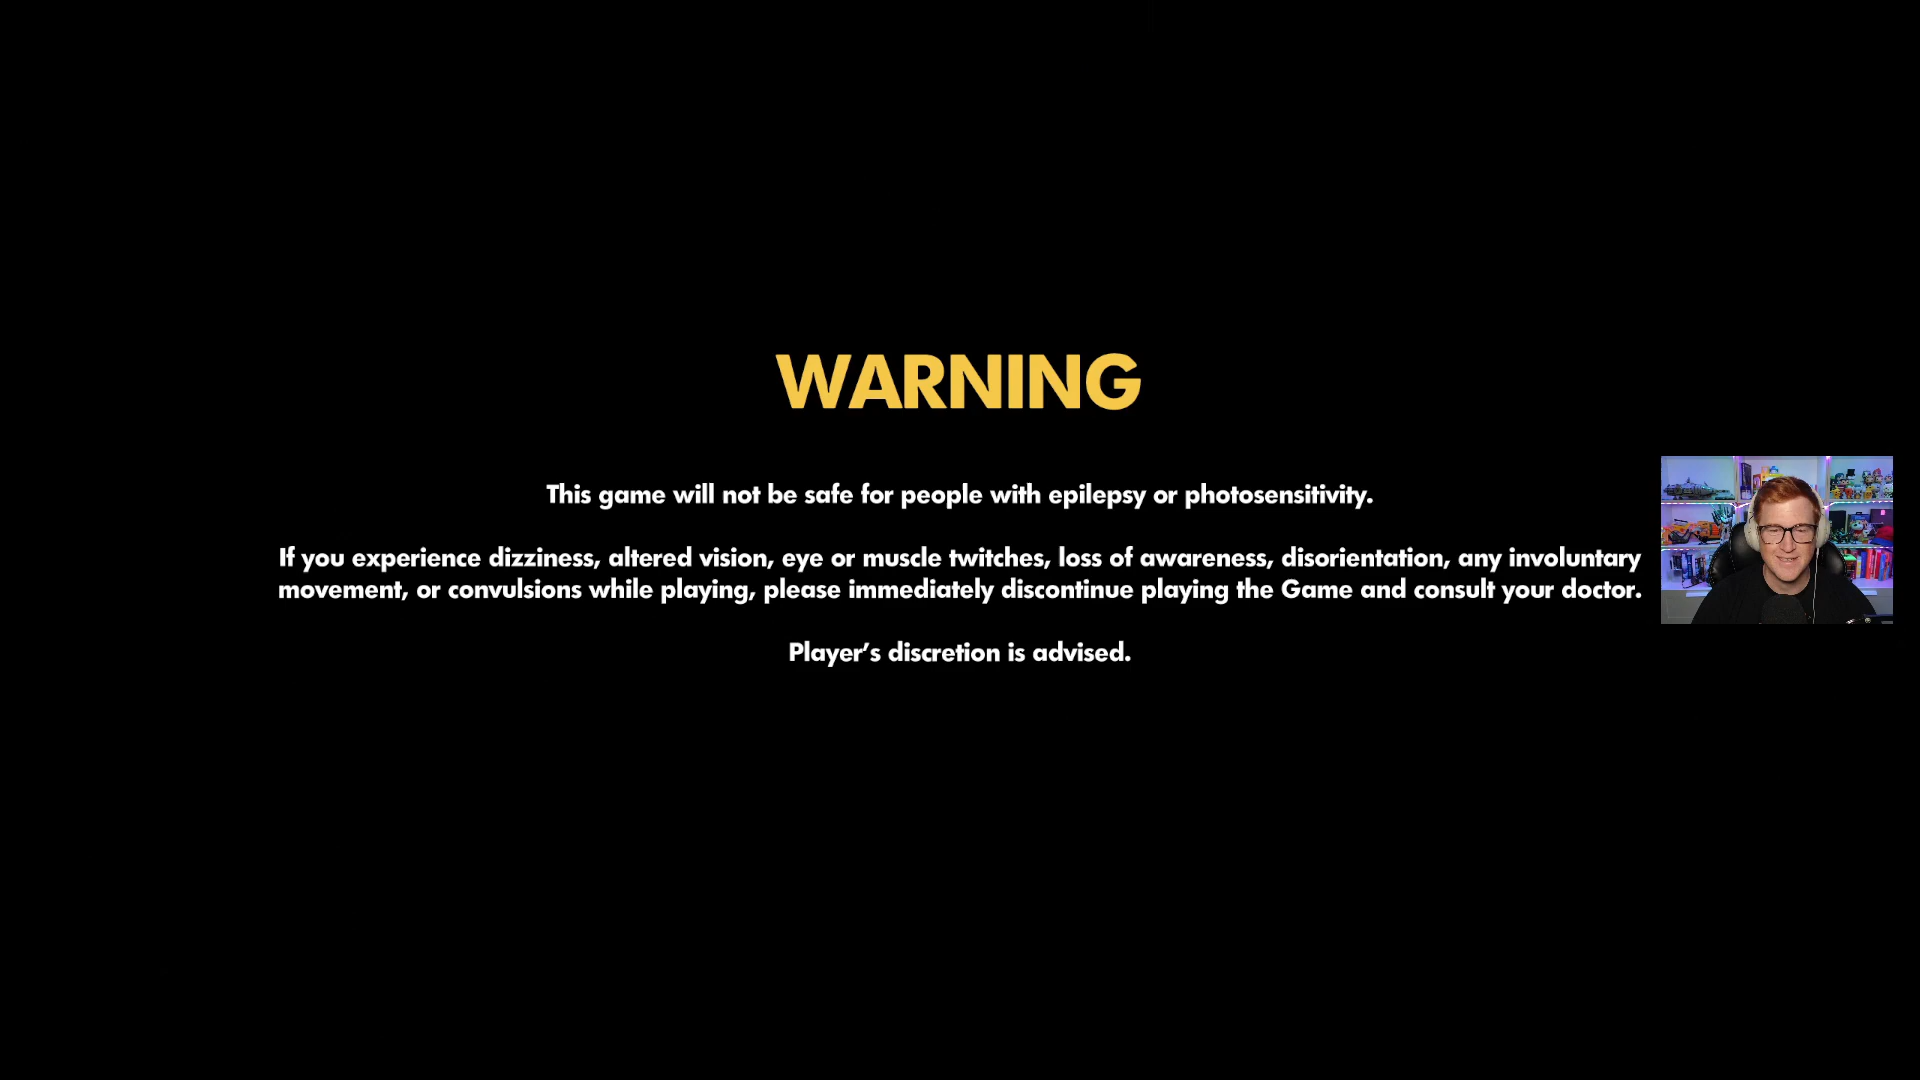 WARNING
This game will not be safe for people with epilepsy or photosensitivity.
If you experience dizziness, altered vision, eye or muscle twitches, loss of awareness, disorientation, any involuntary
movement, or convulsions while playing, please immediately discontinue playing the Game and consult your doctor.
Player’s discretion is advised.